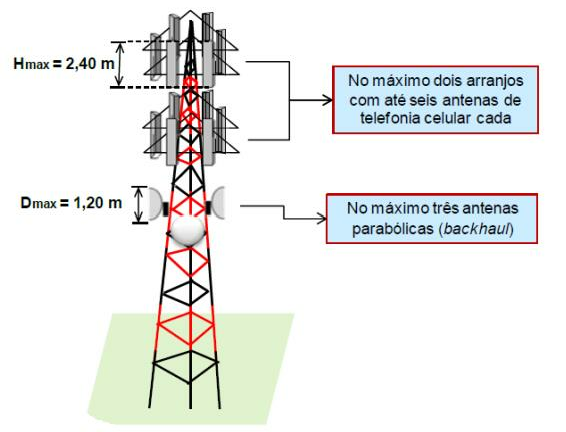 Hmax = 2,40 m
No máximo dois arranjos
com até seis antenas de
telefonia celular cada
Dmax = 1,20 m
No máximo três antenas
parabólicas (backhaul)